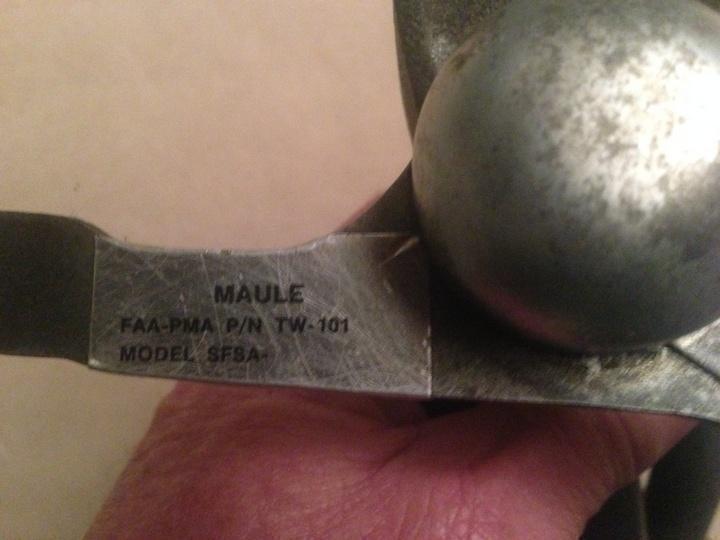 MAULE
FAA-PMA P/N TW-101
MODEL SFSA-